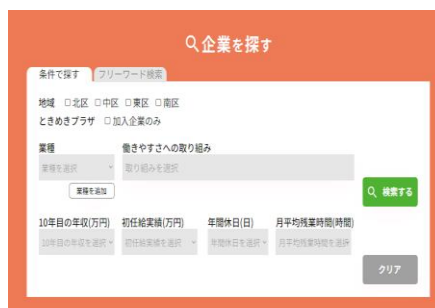 企業を探す
条件で探す フリーワード検索
地域 □北区 □中区 □東区 □南区
ときめきプラザ □加入企業のみ
業種 働きやすさへの取り組み
業種を選択 取り組みを選択
業種を追加
検索する
10年目の年収(万円) 初任給実績(万円) 年間休日(日) 月平均残業時間(時間)
10年目の年収を選択 初任給実績を選択 年間休日を選択 月平均残業時間を選択
クリア